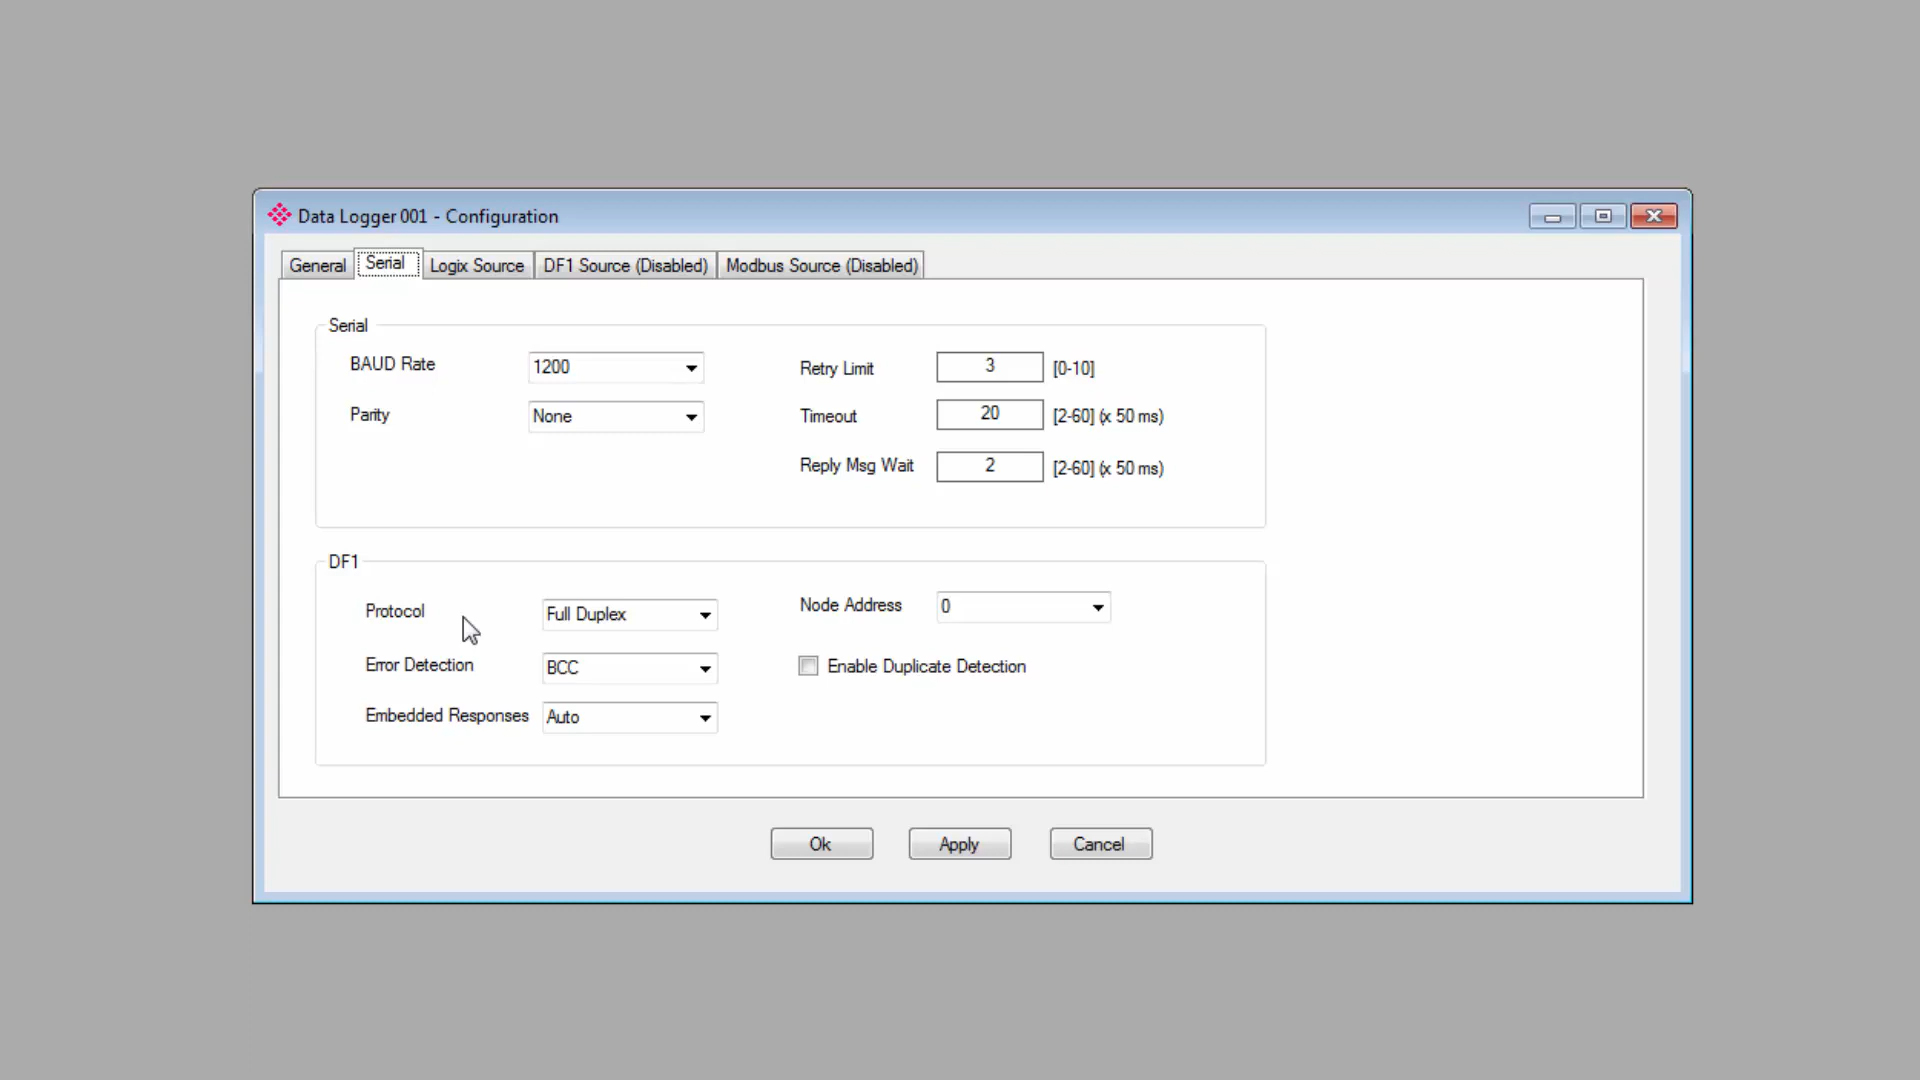 Data Logger 001 - Configuration
General Serial Logix Source DF1 Source (Disabled) Modbus Source (Disabled)
Serial
BAUD Rate 1200 Retry Limit 3 [0-10]
Parity None Timeout 20 [2-60] (x 50 ms)
Reply Msg Wait 2 [2-60] (x 50 ms)
DF1
Protocol Full Duplex Node Address 0
Error Detection BCC Enable Duplicate Detection
Embedded Responses Auto
Ok Apply Cancel